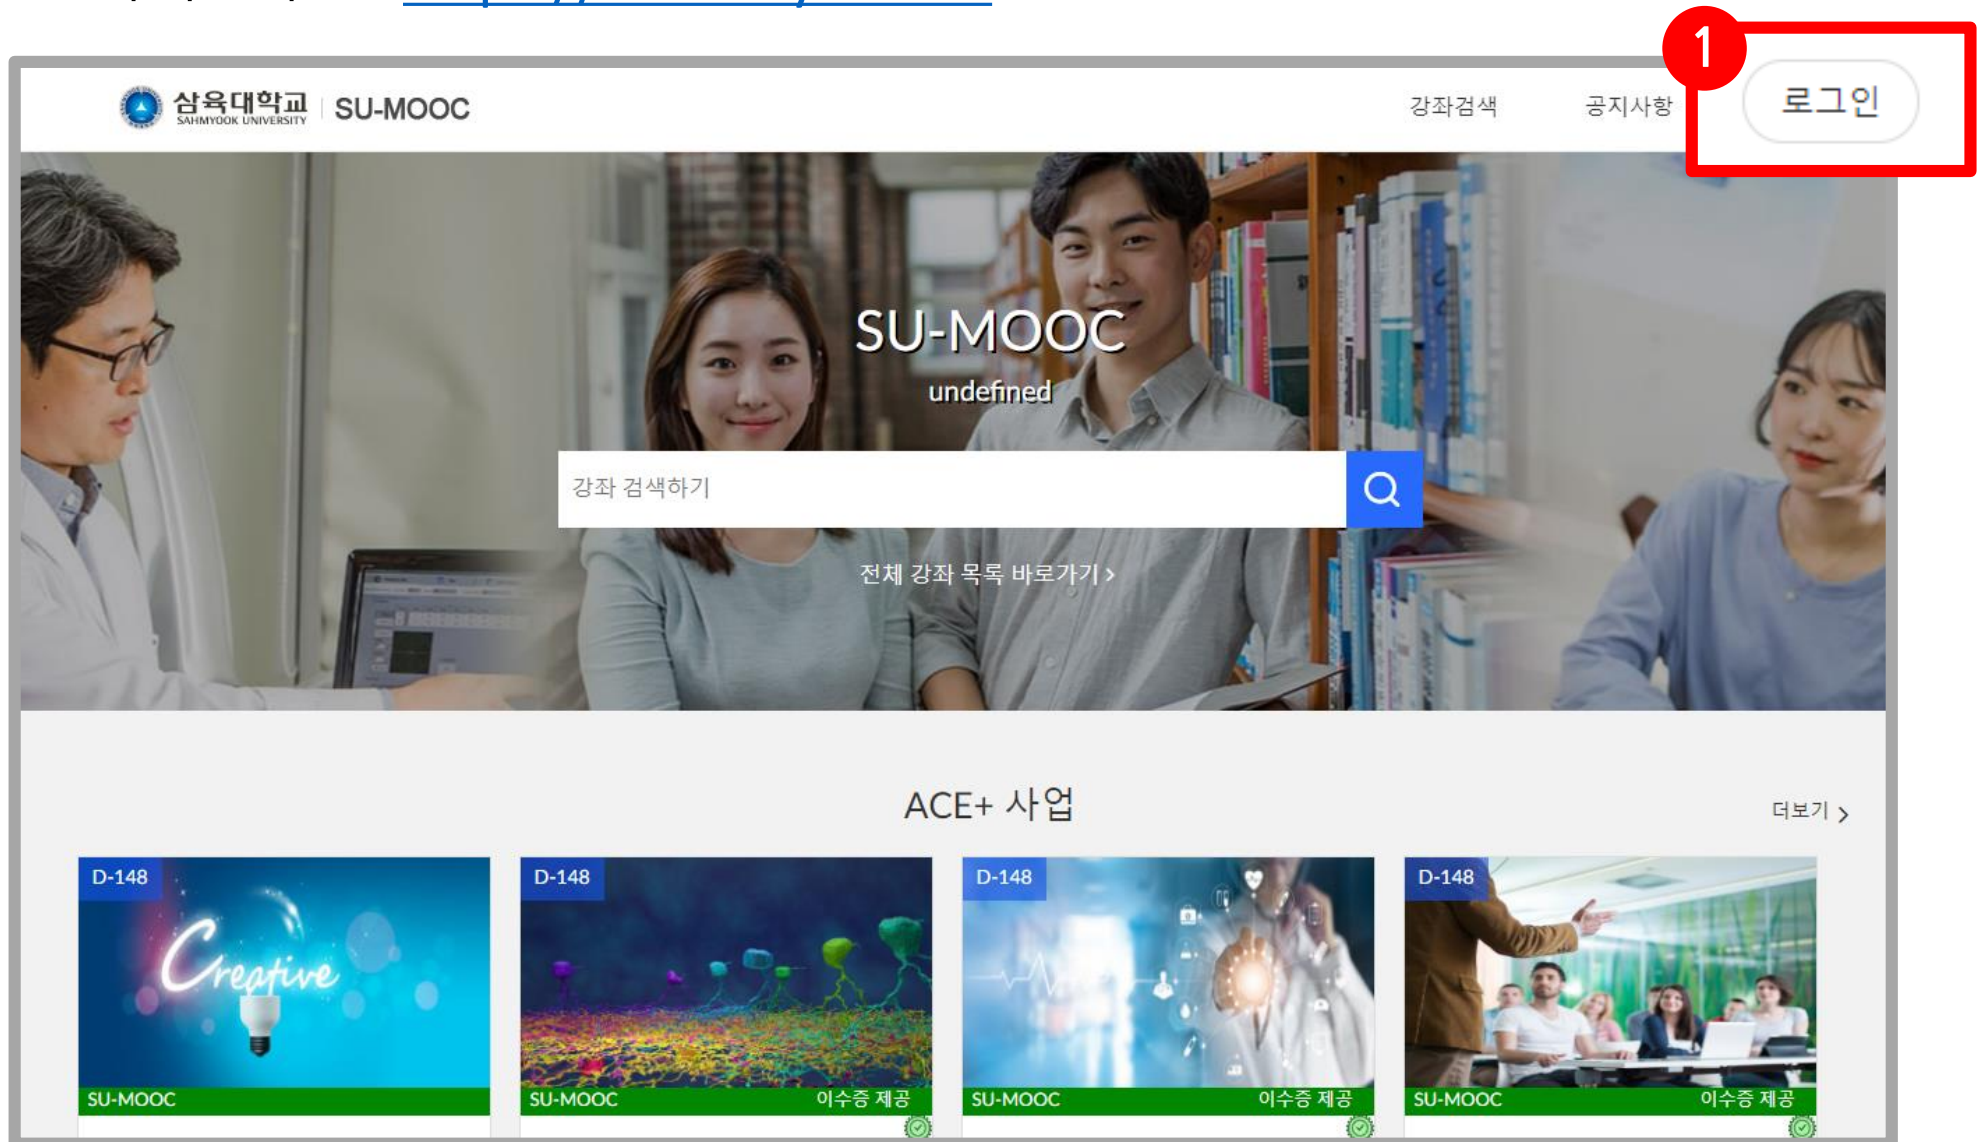 1
삼육대학교
SAHMYOOK UNIVERSITY
SU-MOOC
강좌검색
공지사항
로그인
SU-MOOC
undefined
강좌 검색하기
전체 강좌 목록 바로가기 >
ACE+ 사업
더보기 >
D-148
D-148
D-148
D-148
Creative
SU-MOOC
SU-MOOC 이수증 제공
SU-MOOC 이수증 제공
SU-MOOC 이수증 제공